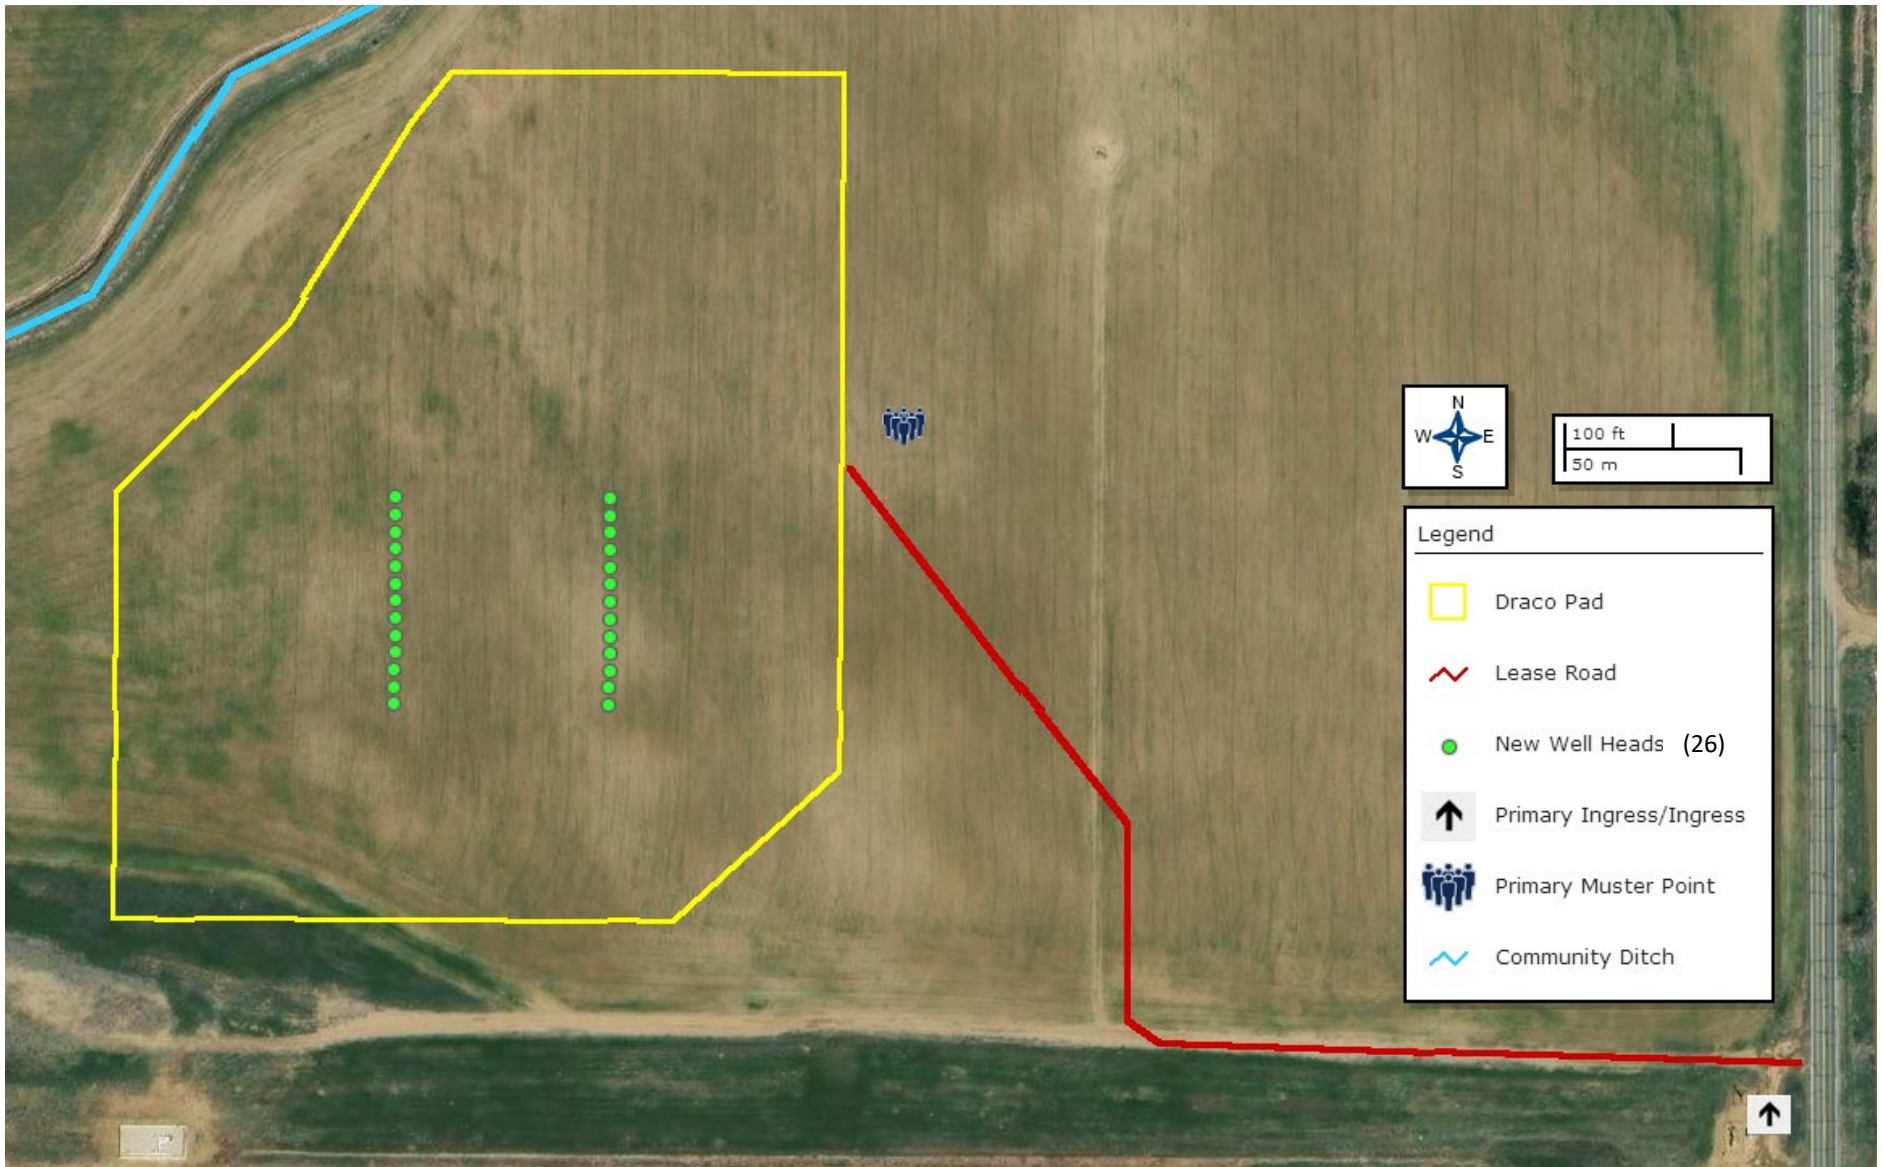 N
W E
S
100 ft
50 m
Legend
Draco Pad
Lease Road
New Well Heads (26)
Primary Ingress/Ingress
Primary Muster Point
Community Ditch